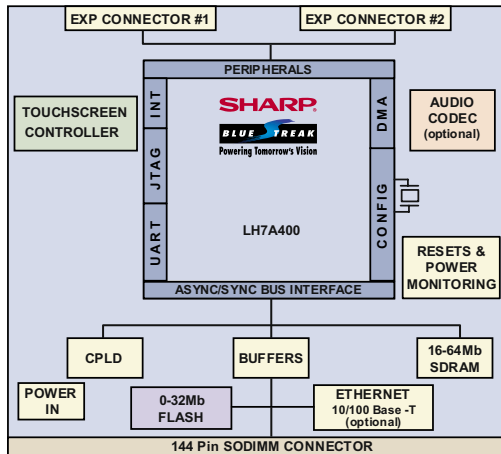 EXP CONNECTOR #1
EXP CONNECTOR #2
PERIPHERALS
TOUCHSCREEN
CONTROLLER
INT
JTAG
UART
SHARP®
BLUE STREAK
Powering Tomorrow's Vision
LH7A400
DMA
CONFIG
AUDIO
CODEC
(optional)
RESETS &
POWER
MONITORING
ASYNC/SYNC BUS INTERFACE
CPLD
BUFFERS
16-64Mb
SDRAM
POWER
IN
0-32Mb
FLASH
ETHERNET
10/100 Base -T
(optional)
144 Pin SODIMM CONNECTOR